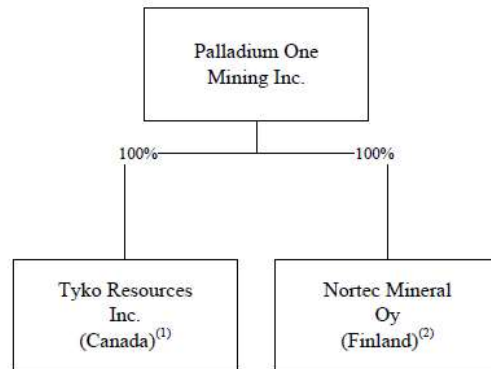 Palladium One
Mining Inc.
100%
100%
Tyko Resources
Inc.
(Canada)(1)
Nortec Mineral
Oy
(Finland)(2)